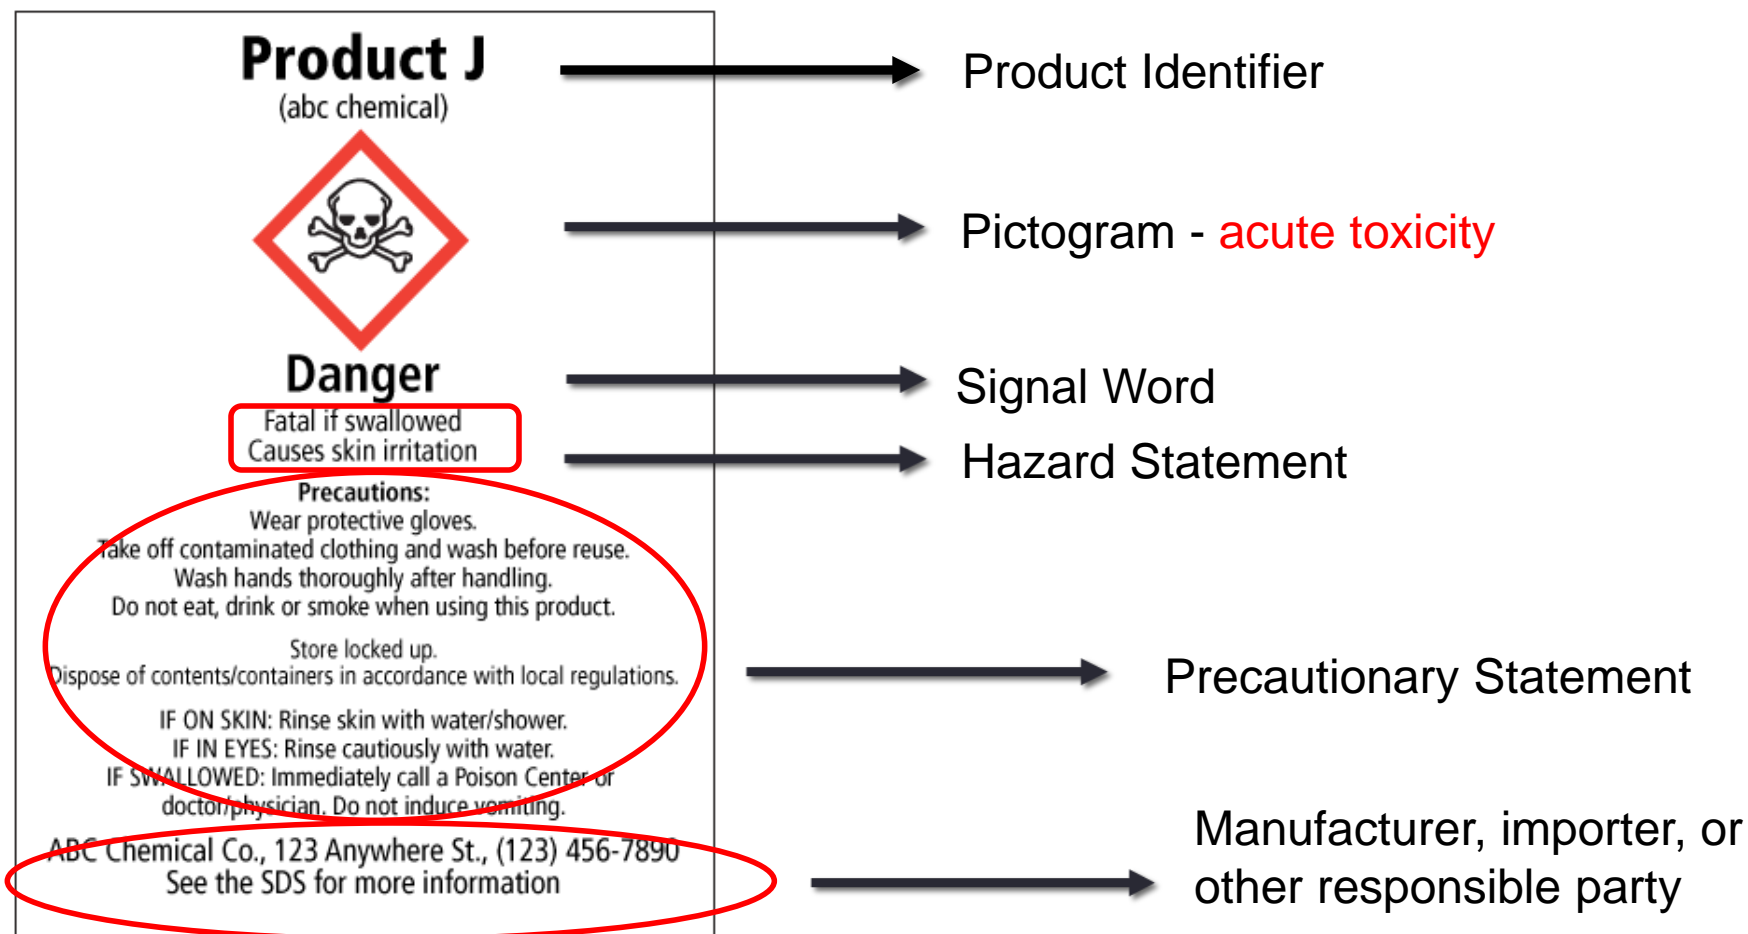 Product J
(abc chemical)
Product Identifier
Pictogram - acute toxicity
Danger
Signal Word
Fatal if swallowed
Causes skin irritation
Hazard Statement
Precautions:
Wear protective gloves.
Take off contaminated clothing and wash before reuse.
Wash hands thoroughly after handling.
Do not eat, drink or smoke when using this product.
Store locked up.
Dispose of contents/containers in accordance with local regulations.
IF ON SKIN: Rinse skin with water/shower.
IF IN EYES: Rinse cautiously with water.
IF SWALLOWED: Immediately call a Poison Center or
doctor/physician. Do not induce vomiting.
Precautionary Statement
ABC Chemical Co., 123 Anywhere St., (123) 456-7890
See the SDS for more information
Manufacturer, importer, or
other responsible party